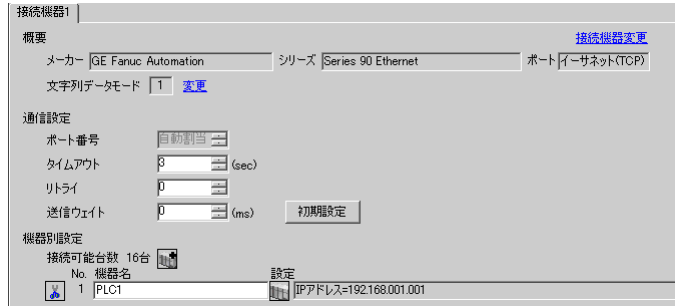 接続機器1
概要 接続機器変更
メーカー GE Fanuc Automation シリーズ Series 90 Ethernet ポート イーサネット(TCP)
文字列データモード 1 変更
通信設定
ポート番号 自動割当
タイムアウト 3 (sec)
リトライ 0
送信ウェイト 0 (ms) 初期設定
機器別設定
接続可能台数 16台
No. 機器名 設定
1 PLC1 IPアドレス=192.168.001.001